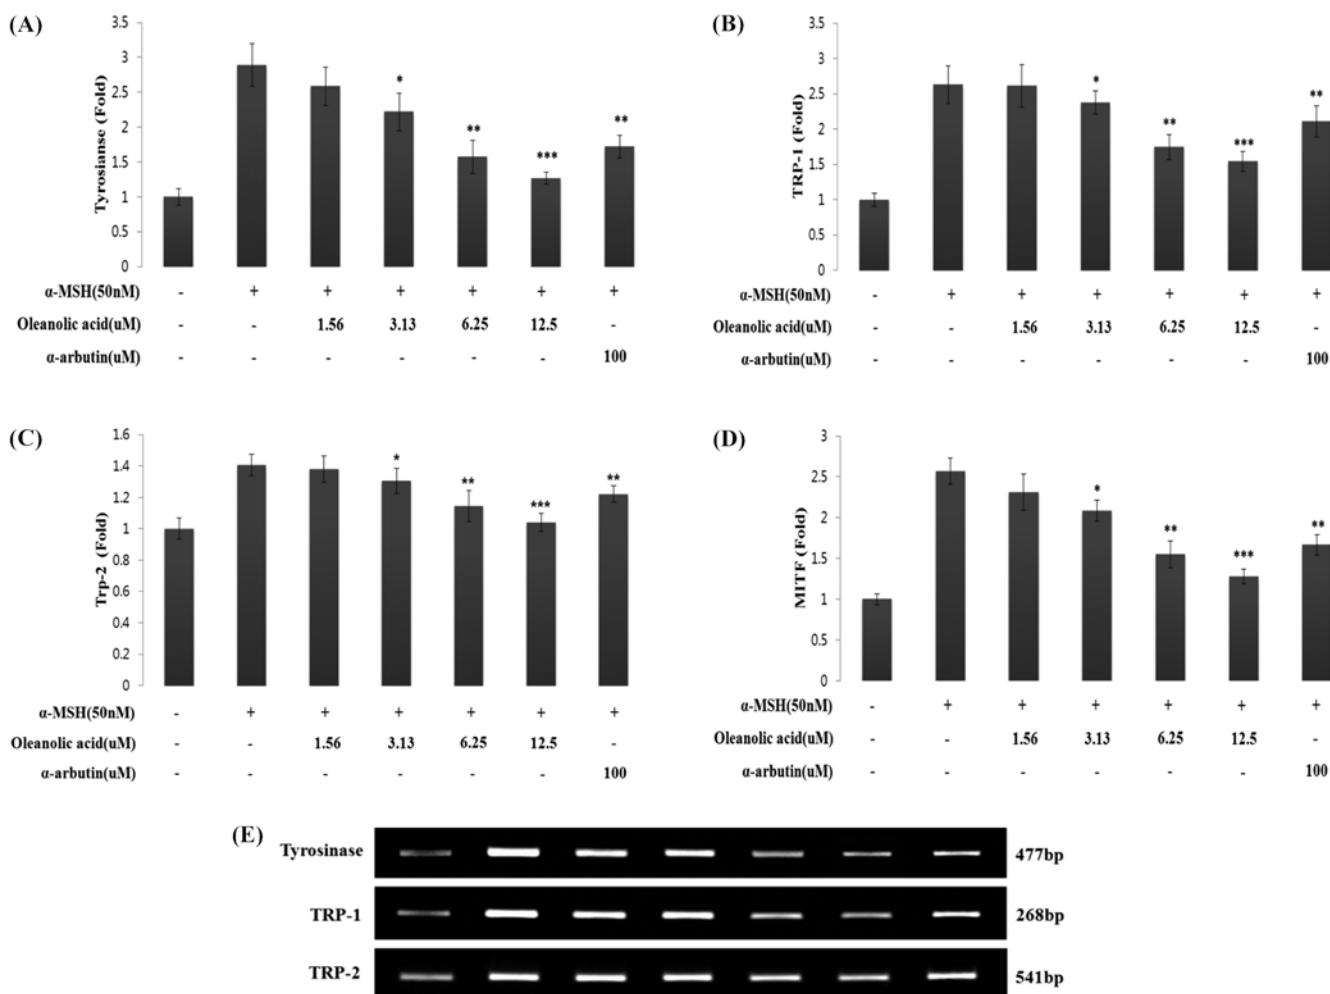 (A)
Tyrosianse (Fold)
3.5
3
2.5
2
1.5
1
0.5
0
*
**
***
**
α-MSH(50nM) - + + + + + +
Oleanolic acid(uM) - - 1.56 3.13 6.25 12.5 -
α-arbutin(uM) - - - - - - 100
(B)
TRP-1 (Fold)
3.5
3
2.5
2
1.5
1
0.5
0
*
**
***
**
α-MSH(50nM) - + + + + + +
Oleanolic acid(uM) - - 1.56 3.13 6.25 12.5 -
α-arbutin(uM) - - - - - - 100
(C)
Trp-2 (Fold)
1.6
1.4
1.2
1
0.8
0.6
0.4
0.2
0
*
**
***
**
α-MSH(50nM) - + + + + + +
Oleanolic acid(uM) - - 1.56 3.13 6.25 12.5 -
α-arbutin(uM) - - - - - - 100
(D)
MITF (Fold)
3
2.5
2
1.5
1
0.5
0
*
**
***
**
α-MSH(50nM) - + + + + + +
Oleanolic acid(uM) - - 1.56 3.13 6.25 12.5 -
α-arbutin(uM) - - - - - - 100
(E)
Tyrosinase 477bp
TRP-1 268bp
TRP-2 541bp